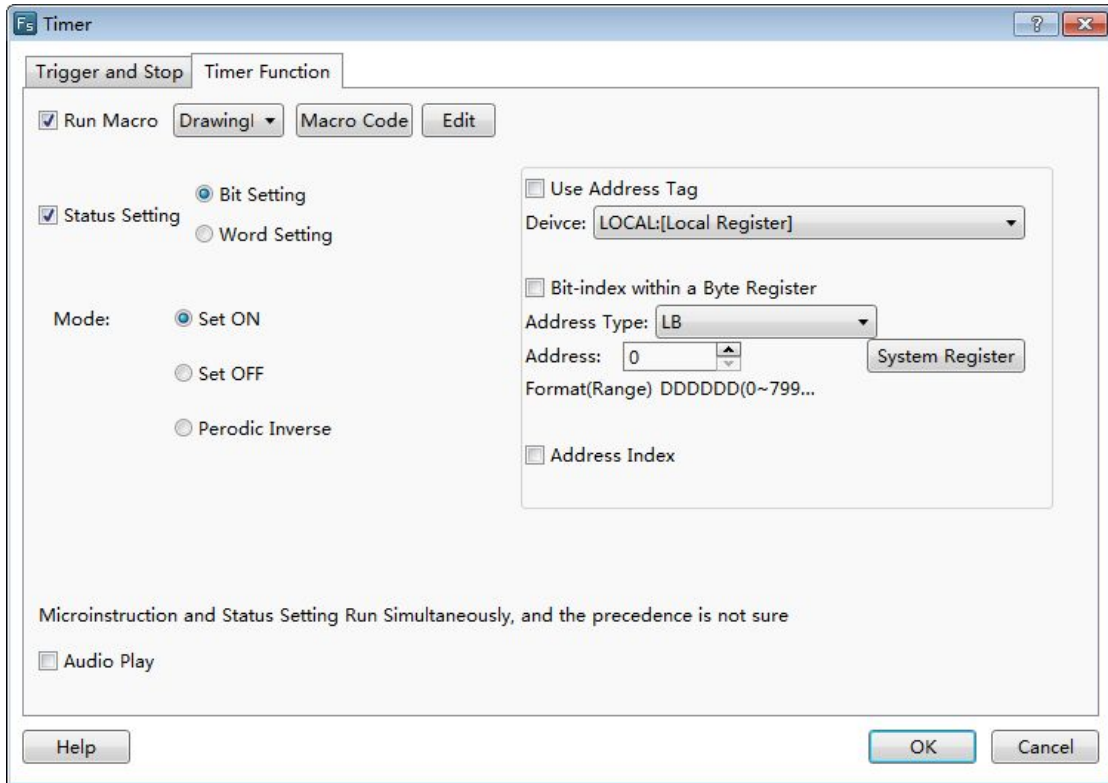 Fs Timer
Trigger and Stop Timer Function
Run Macro Drawingl Macro Code Edit
Status Setting
Bit Setting
Word Setting
Mode:
Set ON
Set OFF
Perodic Inverse
Use Address Tag
Deivce: LOCAL:[Local Register]
Bit-index within a Byte Register
Address Type: LB
Address: 0 System Register
Format(Range) DDDDDD(0~799...
Address Index
Microinstruction and Status Setting Run Simultaneously, and the precedence is not sure
Audio Play
Help OK Cancel